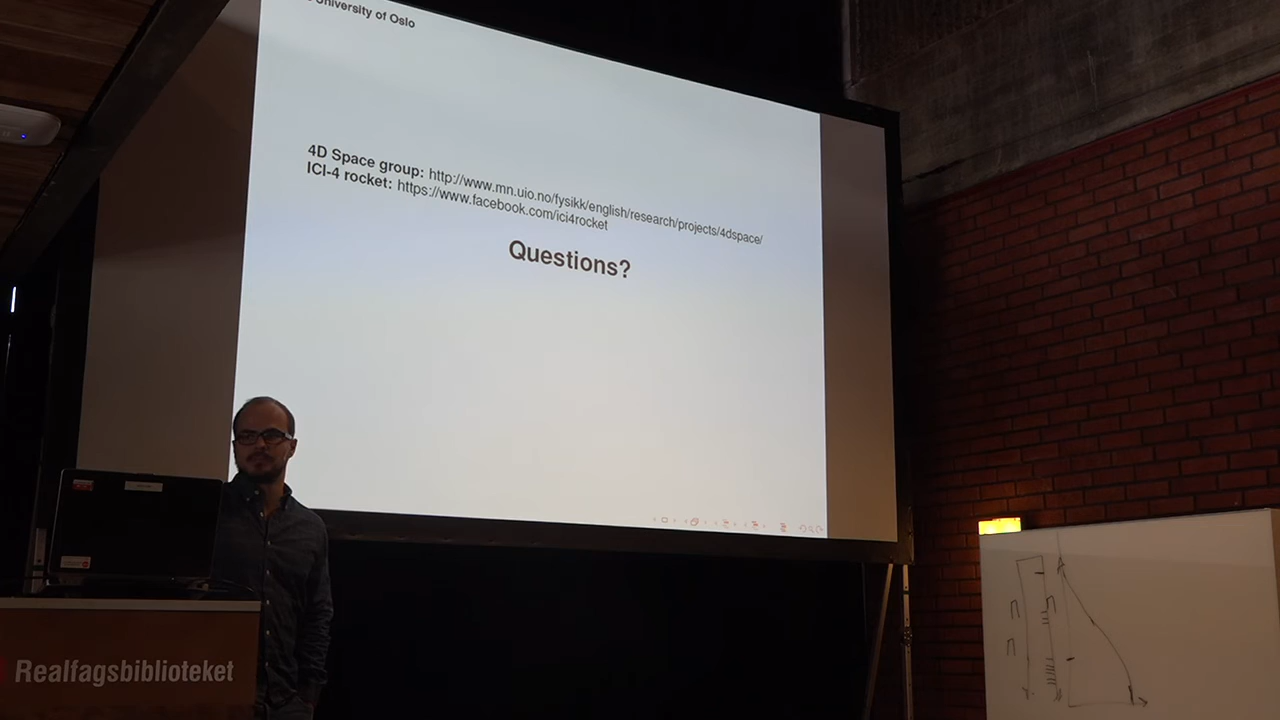 University of Oslo
4D Space group: http://www.mn.uio.no/fysikk/english/research/projects/4dspace/
ICI-4 rocket: https://www.facebook.com/ici4rocket
Questions?
Realfagsbiblioteket